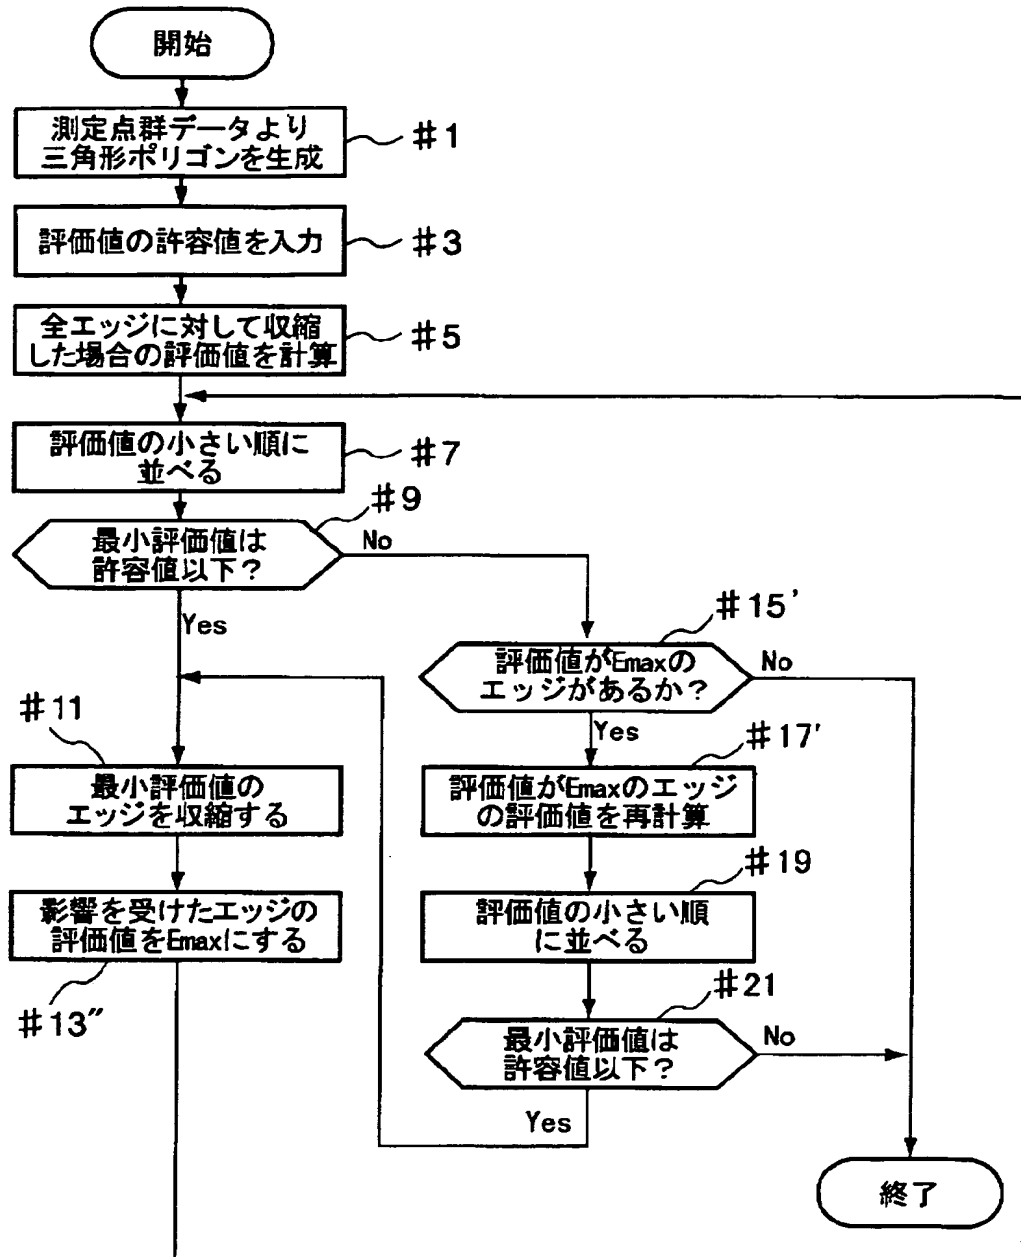 開始
測定点群データより
三角形ポリゴンを生成
#1
評価値の許容値を入力
#3
全エッジに対して収縮
した場合の評価値を計算
#5
評価値の小さい順に
並べる
#7
#9
最小評価値は
許容値以下?
No
Yes
#15'
評価値がEmaxの
エッジがあるか?
No
Yes
#11
最小評価値の
エッジを収縮する
#17'
評価値がEmaxのエッジ
の評価値を再計算
影響を受けたエッジの
評価値をEmaxにする
#13"
#19
評価値の小さい順
に並べる
#21
最小評価値は
許容値以下?
No
Yes
終了